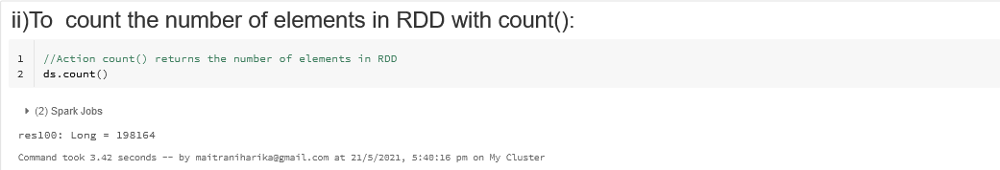 ii)To  count the number of elements in RDD with count():
1 //Action count() returns the number of elements in RDD
2 ds.count()
(2) Spark Jobs
res100: Long = 198164
Command took 3.42 seconds -- by maitraniharika@gmail.com at 21/5/2021, 5:40:16 pm on My Cluster